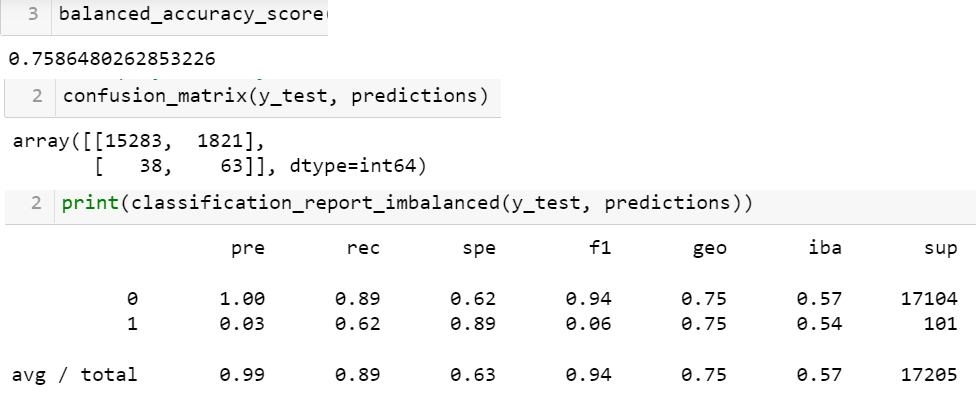 3 balanced_accuracy_score(
0.7586480262853226
2 confusion_matrix(y_test, predictions)
array([[15283, 1821],
[ 38, 63]], dtype=int64)
2 print(classification_report_imbalanced(y_test, predictions))
pre rec spe f1 geo iba sup
0 1.00 0.89 0.62 0.94 0.75 0.57 17104
1 0.03 0.62 0.89 0.06 0.75 0.54 101
avg / total 0.99 0.89 0.63 0.94 0.75 0.57 17205